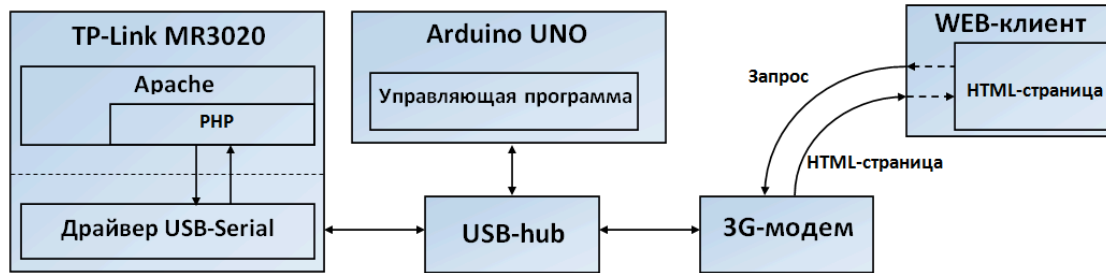 TP-Link MR3020
Apache
PHP
Драйвер USB-Serial
Arduino UNO
Управляющая программа
USB-hub
3G-модем
Запрос
HTML-страница
WEB-клиент
HTML-страница